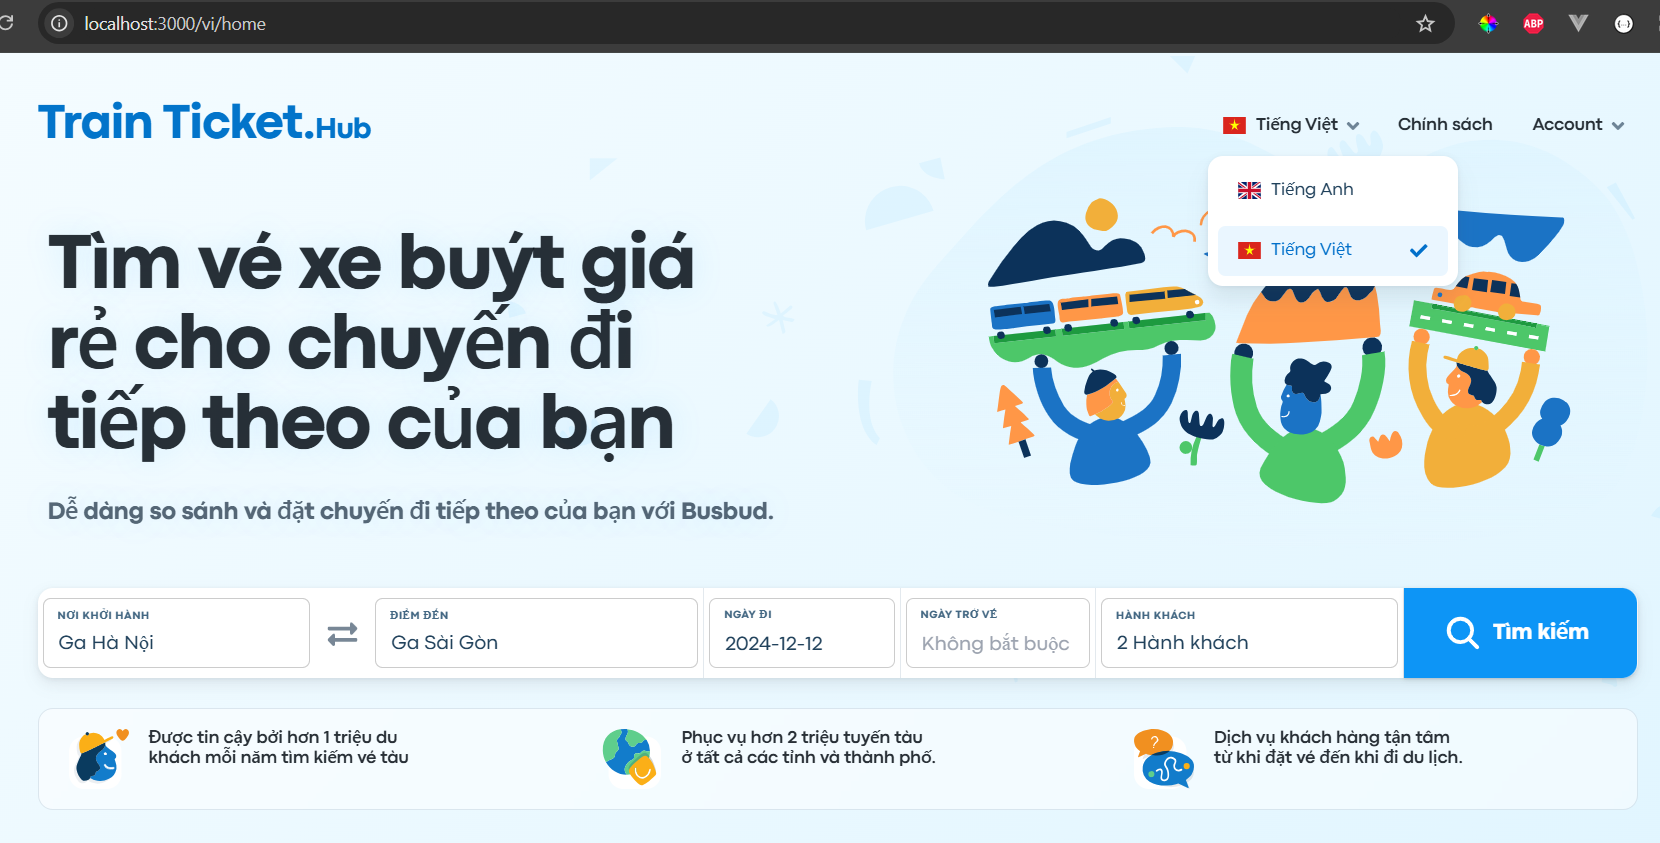 localhost:3000/vi/home
ABP
Train Ticket.Hub
Tiếng Việt
Chính sách
Account
Tiếng Anh
Tiếng Việt
Tìm vé xe buýt giá
rẻ cho chuyến đi
tiếp theo của bạn
Dễ dàng so sánh và đặt chuyến đi tiếp theo của bạn với Busbud.
NƠI KHỞI HÀNH
Ga Hà Nội
ĐIỂM ĐẾN
Ga Sài Gòn
NGÀY ĐI
2024-12-12
NGÀY TRỞ VỀ
Không bắt buộc
HÀNH KHÁCH
2 Hành khách
Tìm kiếm
Được tin cậy bởi hơn 1 triệu du
khách mỗi năm tìm kiếm vé tàu
Phục vụ hơn 2 triệu tuyến tàu
ở tất cả các tỉnh và thành phố.
?
Dịch vụ khách hàng tận tâm
từ khi đặt vé đến khi đi du lịch.